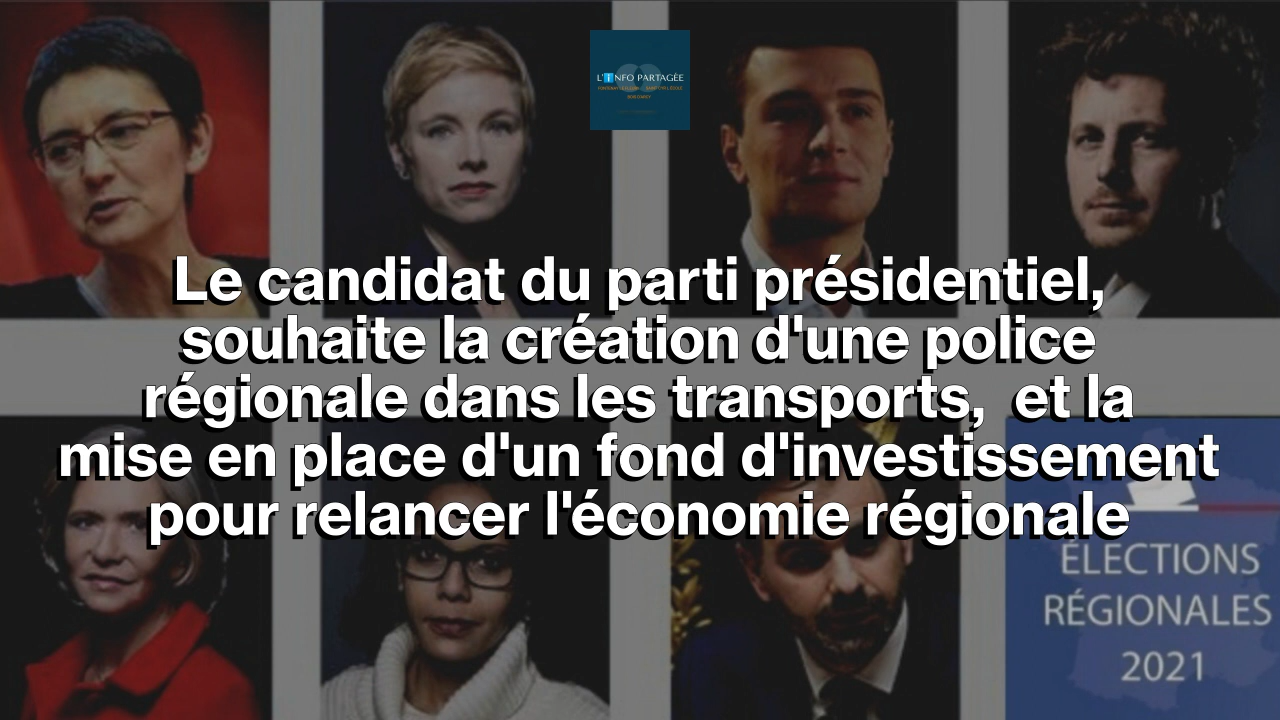 L'INFO PARTAGÉE
Le candidat du parti présidentiel,
souhaite la création d'une police
régionale dans les transports,  et la
mise en place d'un fond d'investissement
pour relancer l'économie régionale
ÉLECTIONS
RÉGIONALES
2021